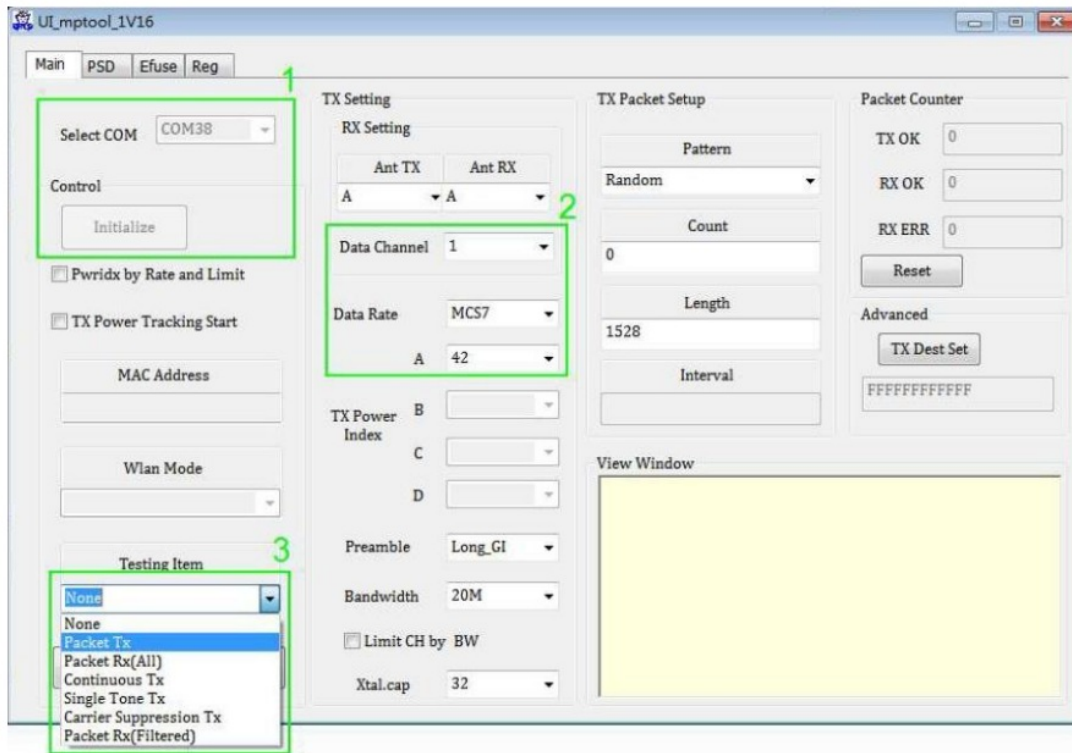 UI_mptool_1V16
Main
PSD
Efuse
Reg
1
Select COM
COM38
Control
Initialize
Pwridx by Rate and Limit
TX Power Tracking Start
MAC Address
Wlan Mode
Testing Item
3
None
None
Packet Tx
Packet Rx(All)
Continuous Tx
Single Tone Tx
Carrier Suppression Tx
Packet Rx(Filtered)
TX Setting
RX Setting
Ant TX
Ant RX
A
A
2
Data Channel
1
Data Rate
MCS7
A
42
TX Power
Index
B
C
D
Preamble
Long_GI
Bandwidth
20M
Limit CH by BW
Xtal.cap
32
TX Packet Setup
Pattern
Random
Count
0
Length
1528
Interval
Packet Counter
TX OK
0
RX OK
0
RX ERR
0
Reset
Advanced
TX Dest Set
FFFFFFFFFFFF
View Window